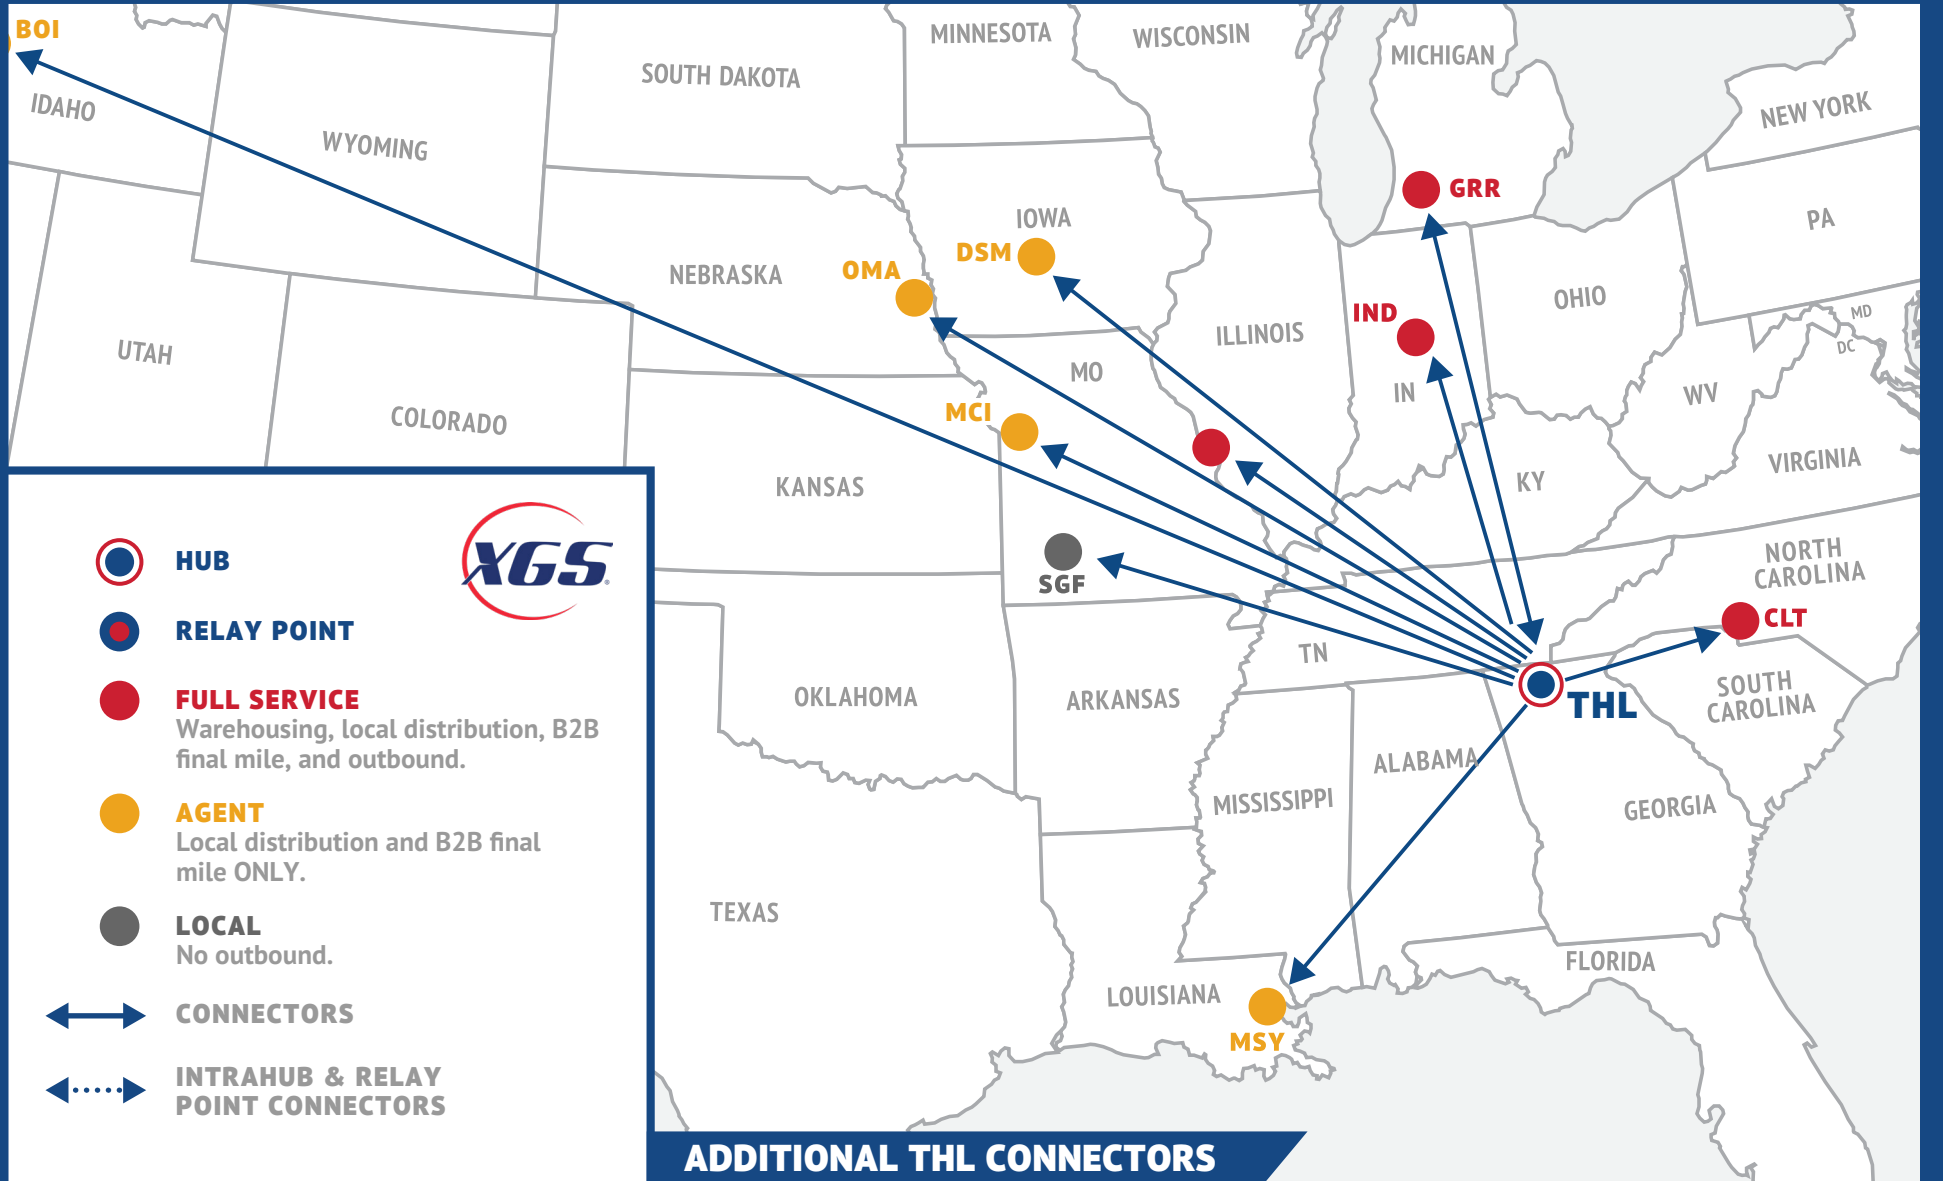 BOI
MINNESOTA
WISCONSIN
MICHIGAN
SOUTH DAKOTA
IDAHO
NEW YORK
WYOMING
GRR
PA
IOWA
DSM
OMA
NEBRASKA
OHIO
IND
MD
ILLINOIS
DC
UTAH
MO
IN
WV
MCI
COLORADO
VIRGINIA
KANSAS
KY
NORTH
CAROLINA
SGF
CLT
TN
OKLAHOMA
ARKANSAS
SOUTH
CAROLINA
THL
ALABAMA
MISSISSIPPI
GEORGIA
TEXAS
FLORIDA
LOUISIANA
MSY
XGS
HUB
RELAY POINT
FULL SERVICE
Warehousing, local distribution, B2B
final mile, and outbound.
AGENT
Local distribution and B2B final
mile ONLY.
LOCAL
No outbound.
CONNECTORS
INTRAHUB & RELAY
POINT CONNECTORS
ADDITIONAL THL CONNECTORS